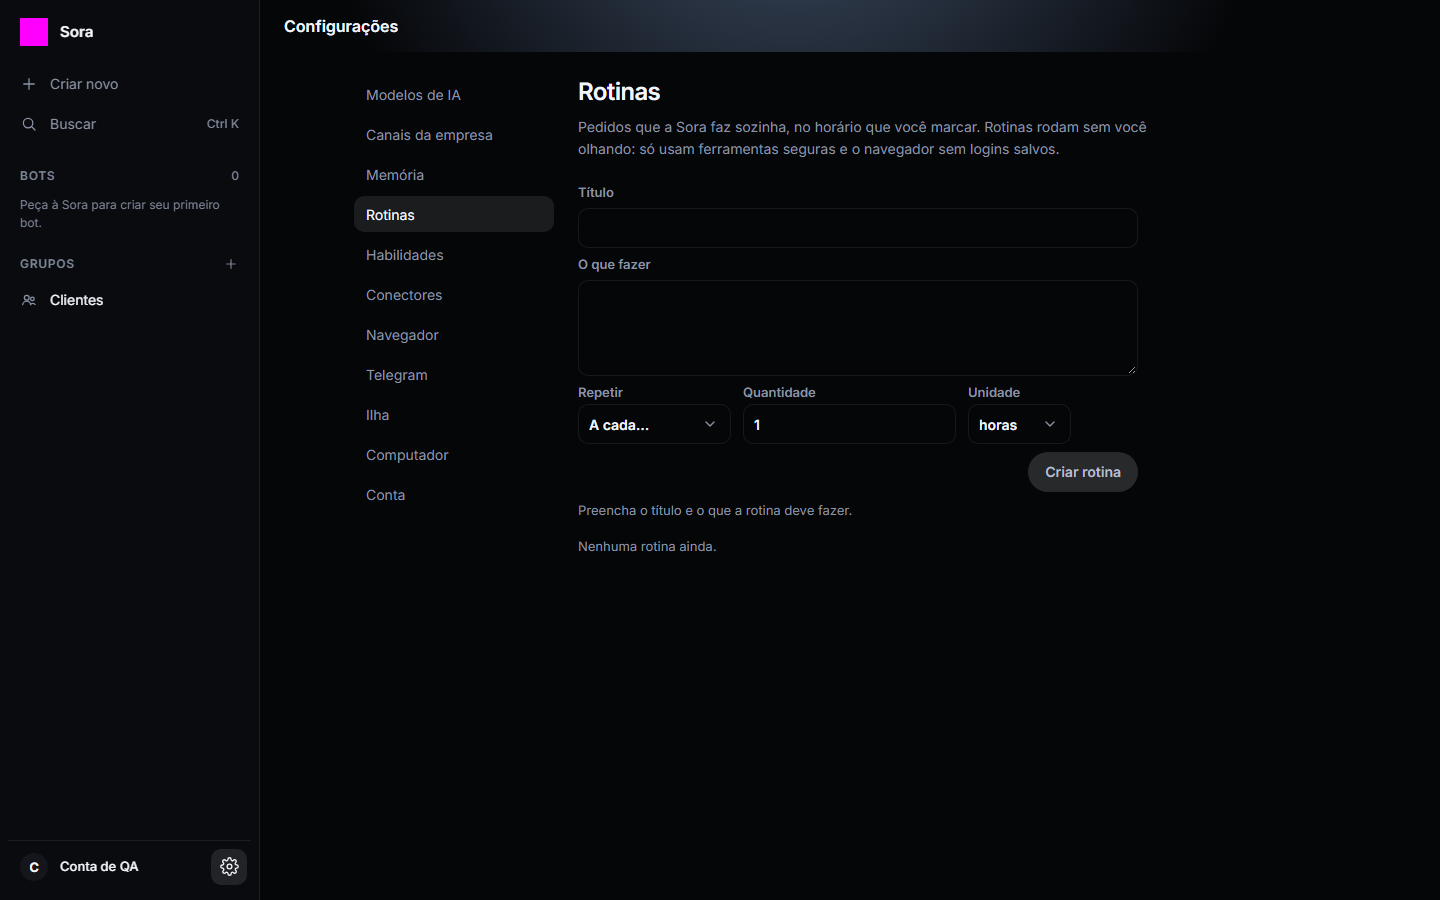 Sora
Criar novo
Buscar Ctrl K
BOTS 0
Peça à Sora para criar seu primeiro
bot.
GRUPOS
Clientes
C Conta de QA
Configurações
Modelos de IA
Canais da empresa
Memória
Rotinas
Habilidades
Conectores
Navegador
Telegram
Ilha
Computador
Conta
Rotinas
Pedidos que a Sora faz sozinha, no horário que você marcar. Rotinas rodam sem você
olhando: só usam ferramentas seguras e o navegador sem logins salvos.
Título
O que fazer
Repetir Quantidade Unidade
A cada... 1 horas
Criar rotina
Preencha o título e o que a rotina deve fazer.
Nenhuma rotina ainda.